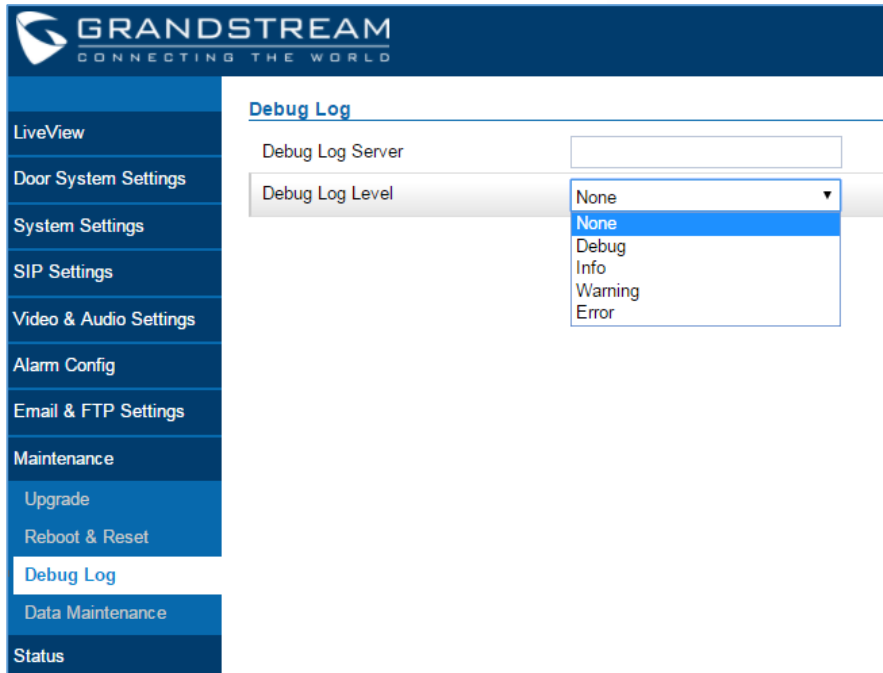 GRANDSTREAM
CONNECTING THE WORLD
LiveView
Door System Settings
System Settings
SIP Settings
Video & Audio Settings
Alarm Config
Email & FTP Settings
Maintenance
Upgrade
Reboot & Reset
Debug Log
Data Maintenance
Status
Debug Log
Debug Log Server
Debug Log Level
None
None
Debug
Info
Warning
Error